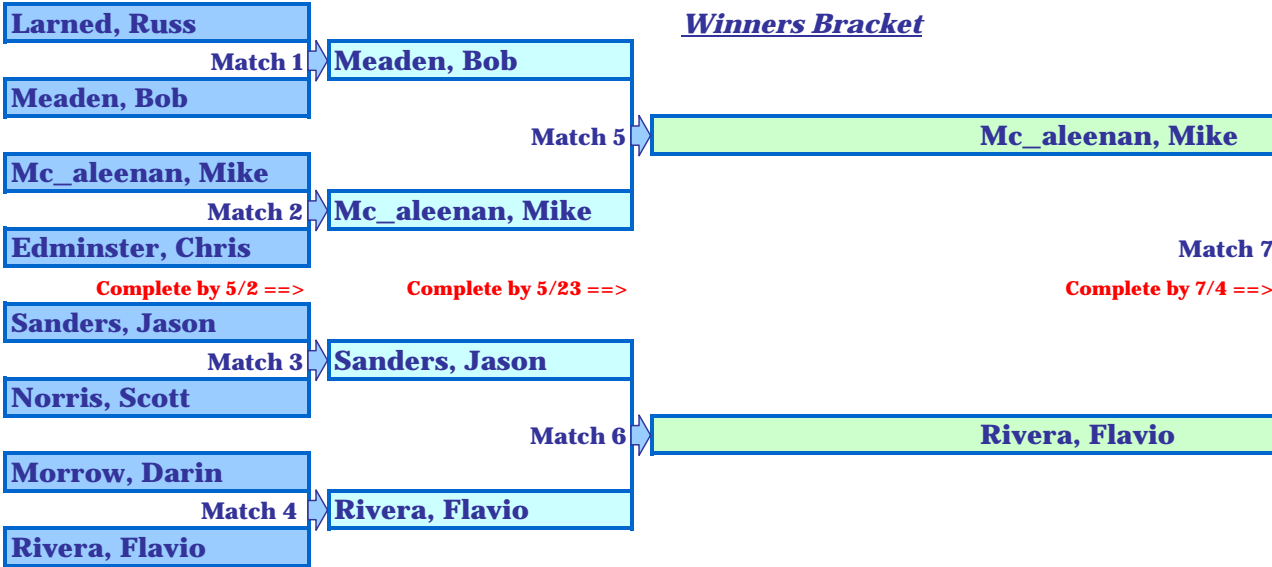 Larned, Russ
Winners Bracket
Match 1
Meaden, Bob
Meaden, Bob
Match 5
Mc_aleenan, Mike
Mc_aleenan, Mike
Match 2
Mc_aleenan, Mike
Edminster, Chris
Match 7
Complete by 5/2 ==>
Complete by 5/23 ==>
Complete by 7/4 ==>
Sanders, Jason
Match 3
Sanders, Jason
Norris, Scott
Match 6
Rivera, Flavio
Morrow, Darin
Match 4
Rivera, Flavio
Rivera, Flavio